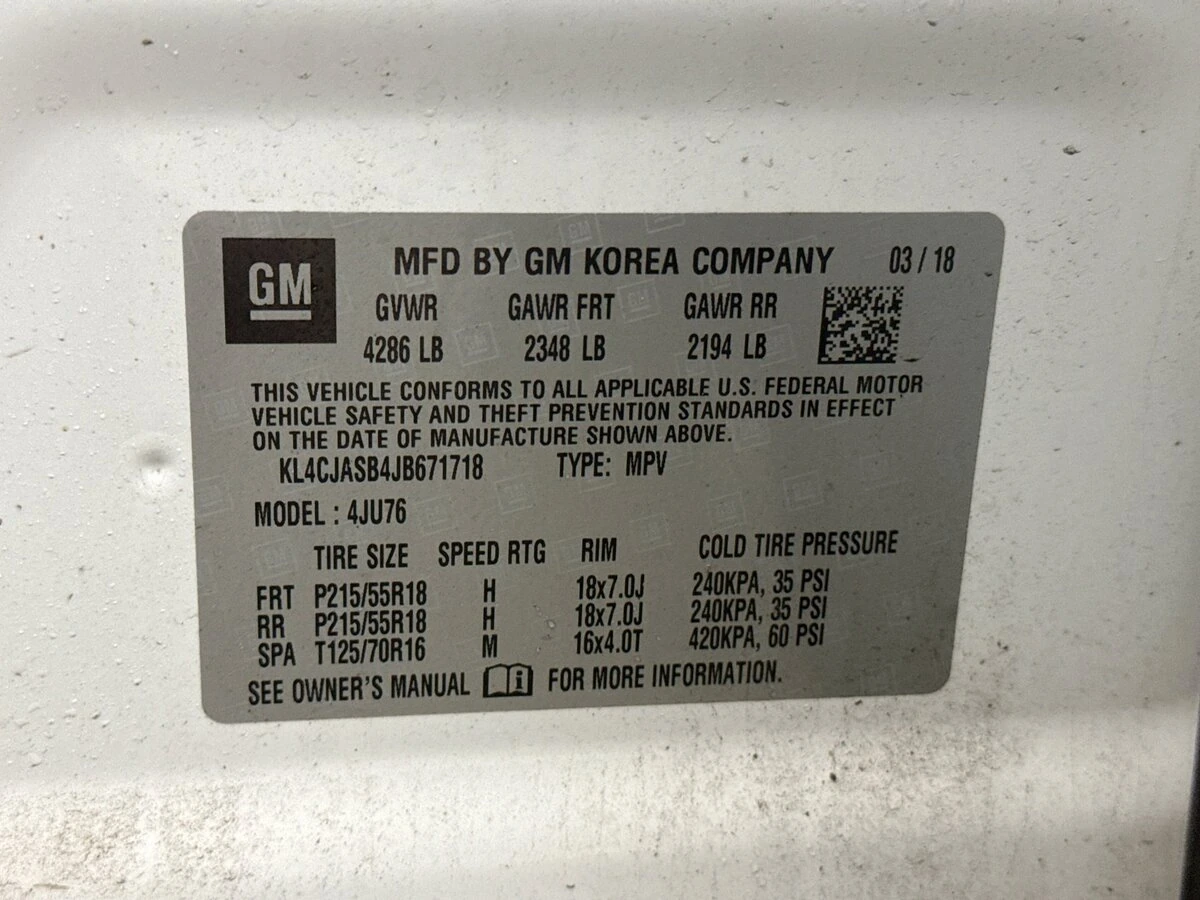 GM
MFD BY GM KOREA COMPANY 03 / 18
GVWR GAWR FRT GAWR RR
4286 LB 2348 LB 2194 LB
THIS VEHICLE CONFORMS TO ALL APPLICABLE U.S. FEDERAL MOTOR
VEHICLE SAFETY AND THEFT PREVENTION STANDARDS IN EFFECT
ON THE DATE OF MANUFACTURE SHOWN ABOVE.
KL4CJASB4JB671718 TYPE: MPV
MODEL : 4JU76
TIRE SIZE SPEED RTG RIM COLD TIRE PRESSURE
FRT P215/55R18 H 18x7.0J 240KPA, 35 PSI
RR P215/55R18 H 18x7.0J 240KPA, 35 PSI
SPA T125/70R16 M 16x4.0T 420KPA, 60 PSI
SEE OWNER'S MANUAL i FOR MORE INFORMATION.